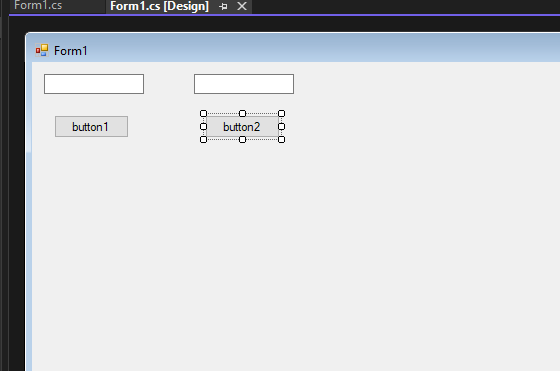 Form1.cs
Form1.cs [Design]
Form1
button1
button2